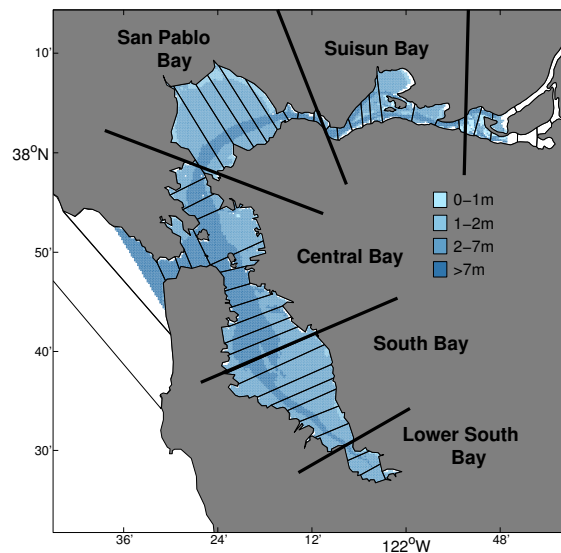 San Pablo
Bay
Suisun Bay
10'
38°N
0−1m
1−2m
2−7m
>7m
50'
Central Bay
South Bay
40'
Lower South
Bay
30'
36'
24'
12'
122°W
48'